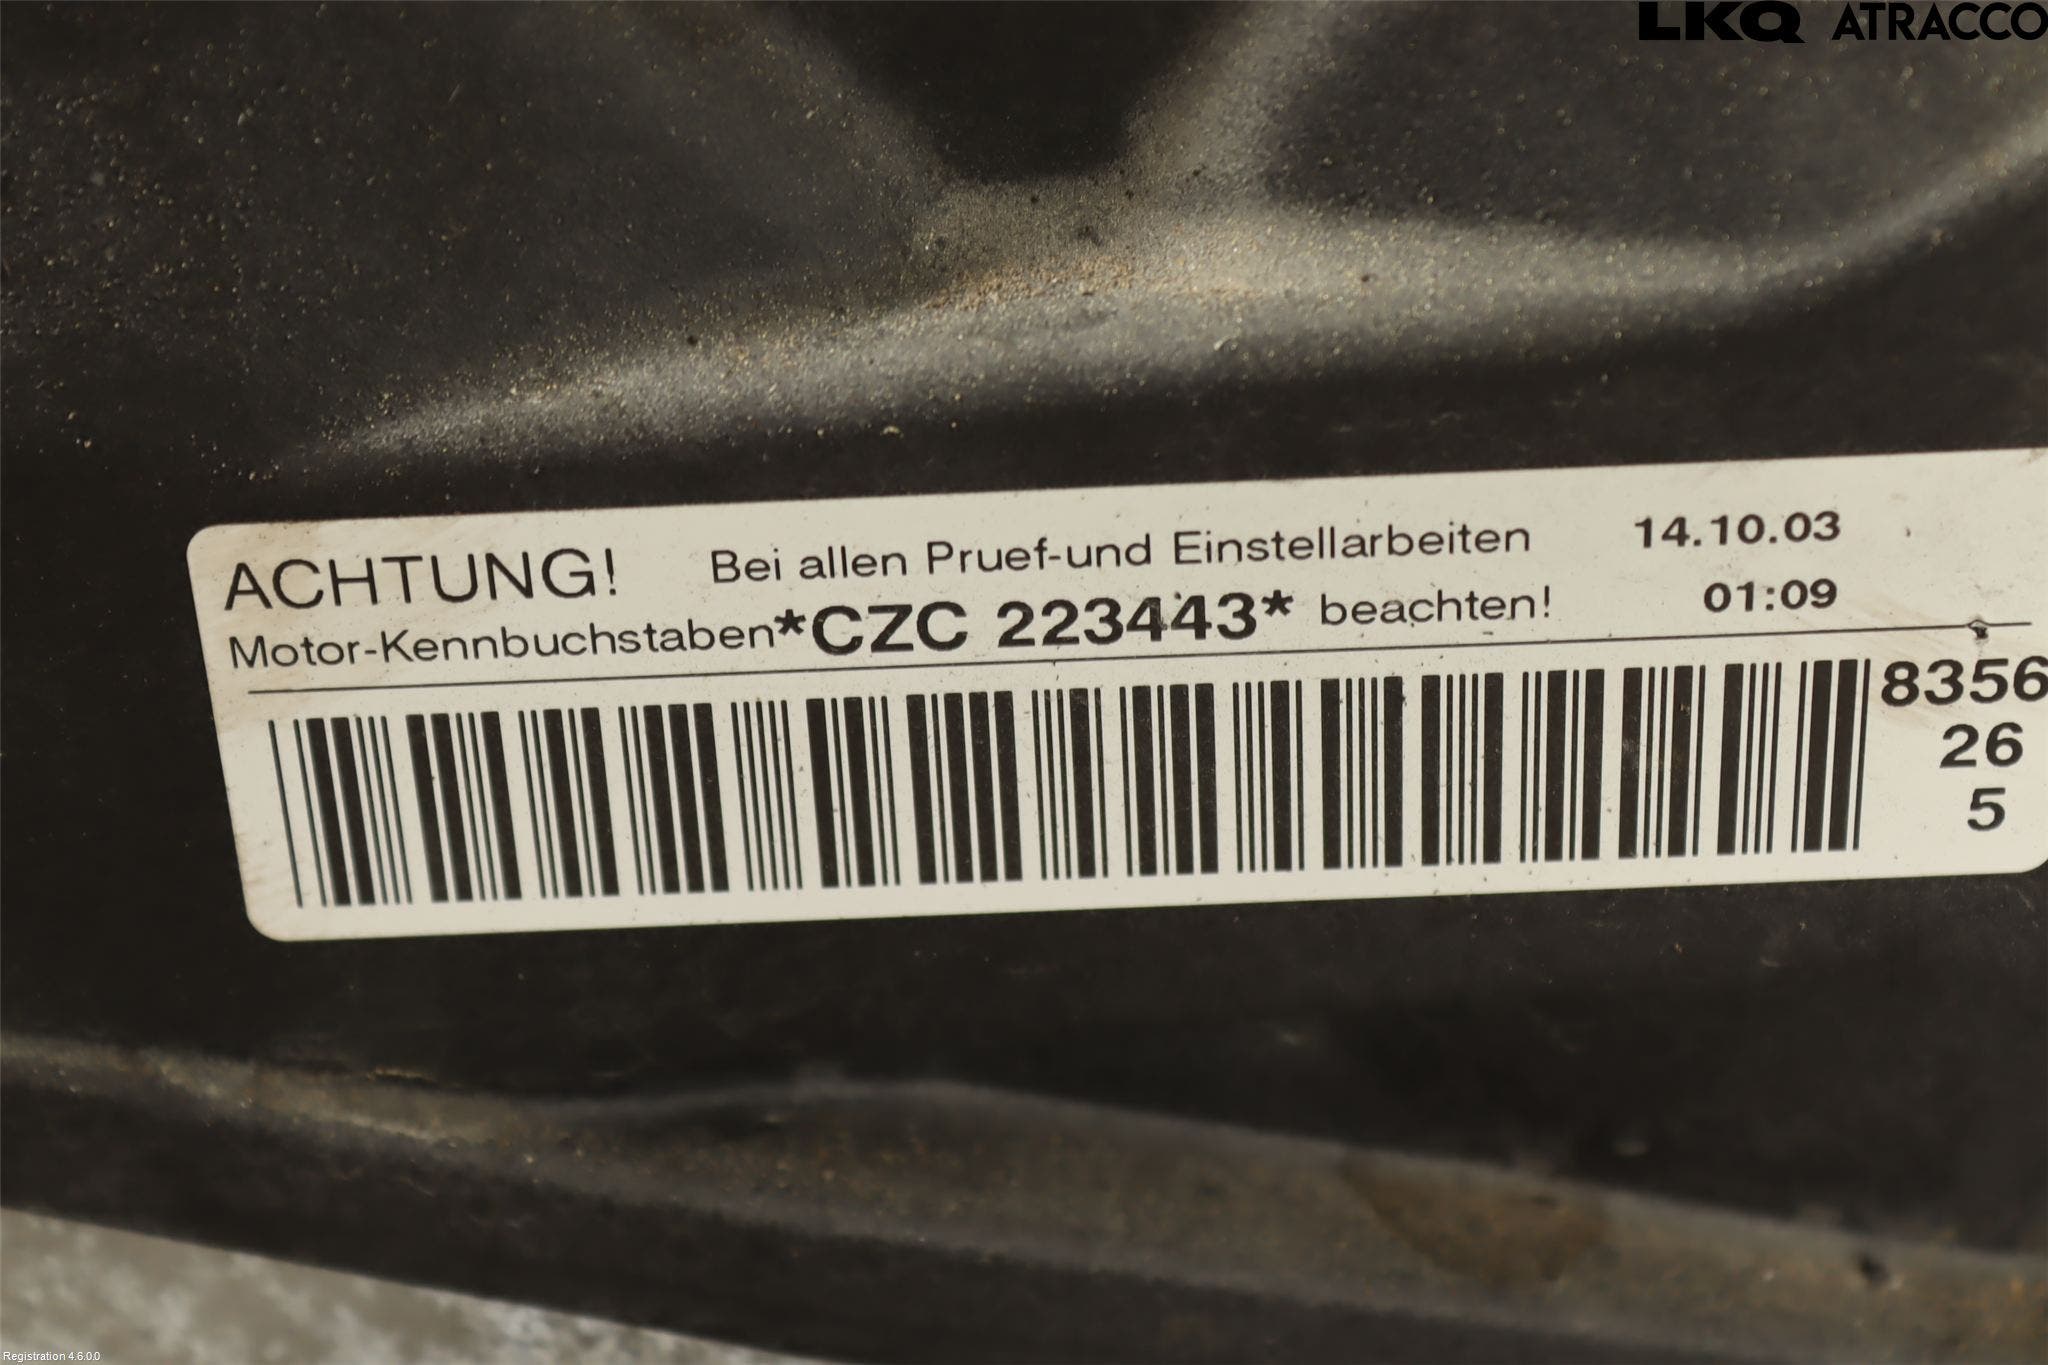 LKQ ATRACCO
ACHTUNG! Bei allen Pruef-und Einstellarbeiten 14.10.03
Motor-Kennbuchstaben*CZC 223443* beachten! 01:09
8356
26
5
Registration 4.6.0.0